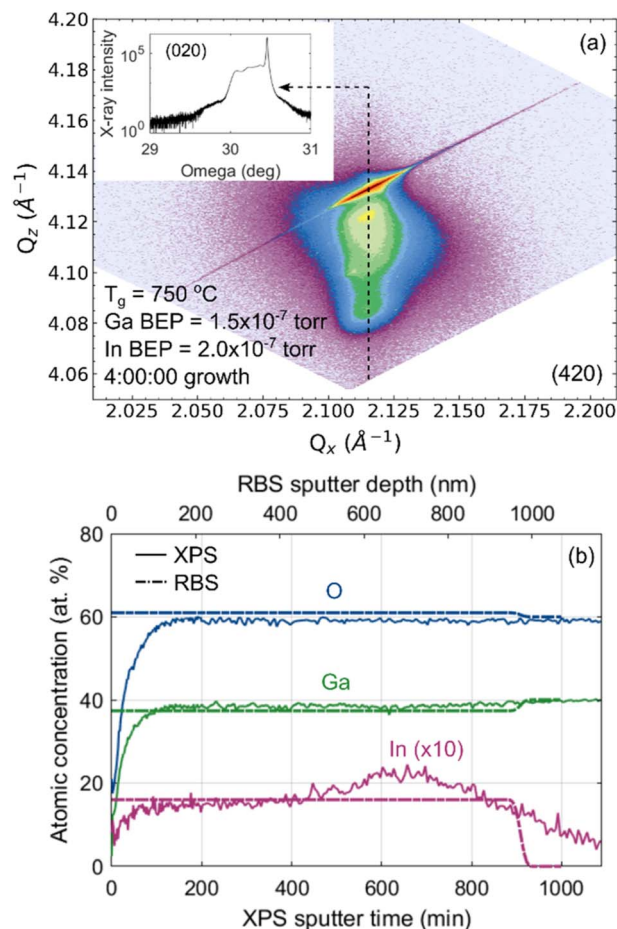 (a)
4.20
4.18
4.16
4.14
4.12
4.10
4.08
4.06
Q_z (Å⁻¹)
X-ray intensity
10⁵
10⁰
(020)
29 30 31
Omega (deg)
T_g = 750 °C
Ga BEP = 1.5x10⁻⁷ torr
In BEP = 2.0x10⁻⁷ torr
4:00:00 growth
(420)
2.025 2.050 2.075 2.100 2.125 2.150 2.175 2.200
Q_x (Å⁻¹)
RBS sputter depth (nm)
0 200 400 600 800 1000
(b)
XPS
RBS
80
60
40
20
0
Atomic concentration (at. %)
O
Ga
In (x10)
0 200 400 600 800 1000
XPS sputter time (min)